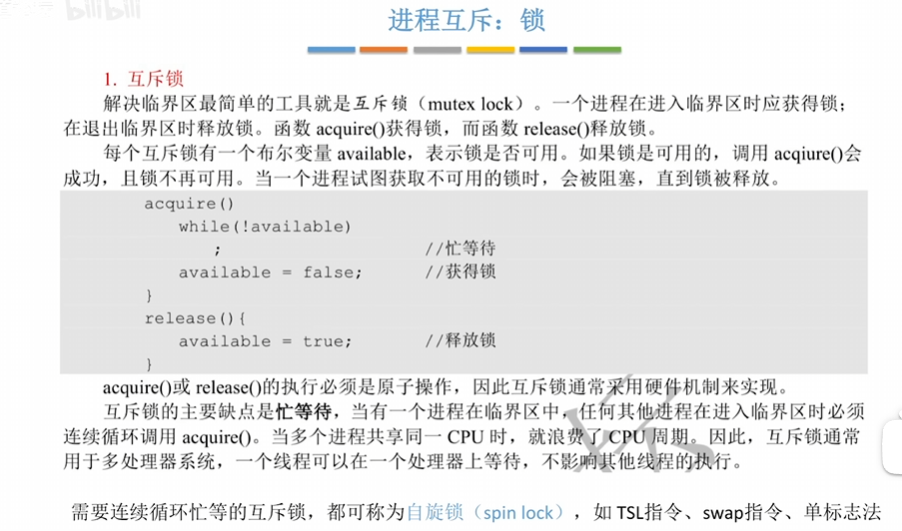 bilibili
进程互斥：锁
1. 互斥锁
解决临界区最简单的工具就是互斥锁（mutex lock）。一个进程在进入临界区时应获得锁；
在退出临界区时释放锁。函数 acquire()获得锁，而函数 release()释放锁。
每个互斥锁有一个布尔变量 available，表示锁是否可用。如果锁是可用的，调用 acqiure()会
成功，且锁不再可用。当一个进程试图获取不可用的锁时，会被阻塞，直到锁被释放。
acquire()
while(!available)
; //忙等待
available = false; //获得锁
}
release(){
available = true; //释放锁
}
acquire()或 release()的执行必须是原子操作，因此互斥锁通常采用硬件机制来实现。
互斥锁的主要缺点是忙等待，当有一个进程在临界区中，任何其他进程在进入临界区时必须
连续循环调用 acquire()。当多个进程共享同一 CPU 时，就浪费了 CPU 周期。因此，互斥锁通常
用于多处理器系统，一个线程可以在一个处理器上等待，不影响其他线程的执行。
需要连续循环忙等的互斥锁，都可称为自旋锁（spin lock），如 TSL指令、swap指令、单标志法